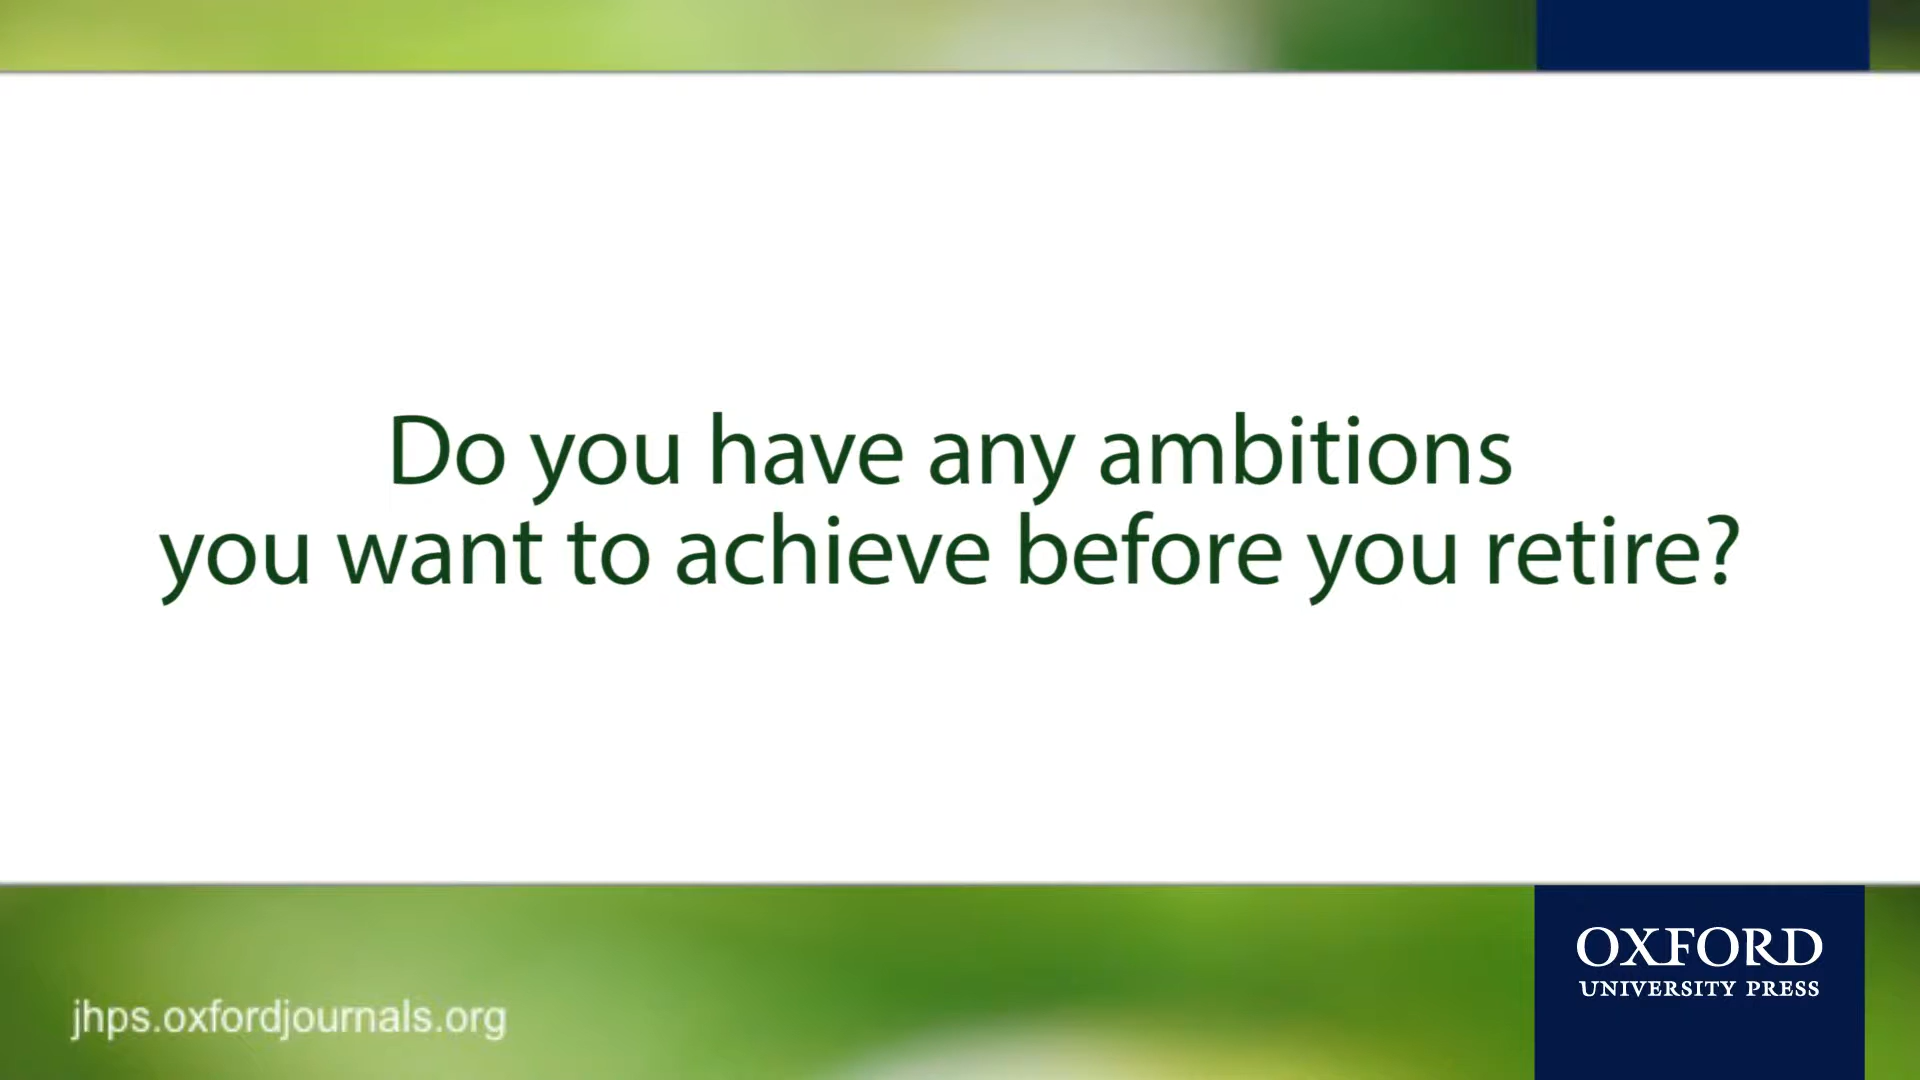 Do you have any ambitions
you want to achieve before you retire?
jhps.oxfordjournals.org
OXFORD
UNIVERSITY PRESS